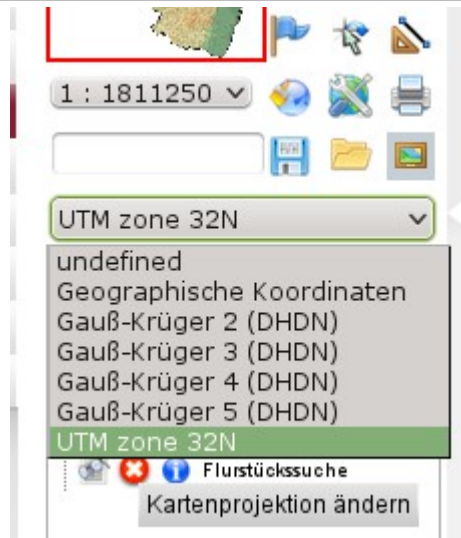 1 : 1811250
UTM zone 32N
undefined
Geographische Koordinaten
Gauß-Krüger 2 (DHDN)
Gauß-Krüger 3 (DHDN)
Gauß-Krüger 4 (DHDN)
Gauß-Krüger 5 (DHDN)
UTM zone 32N
Flurstückssuche
Kartenprojektion ändern